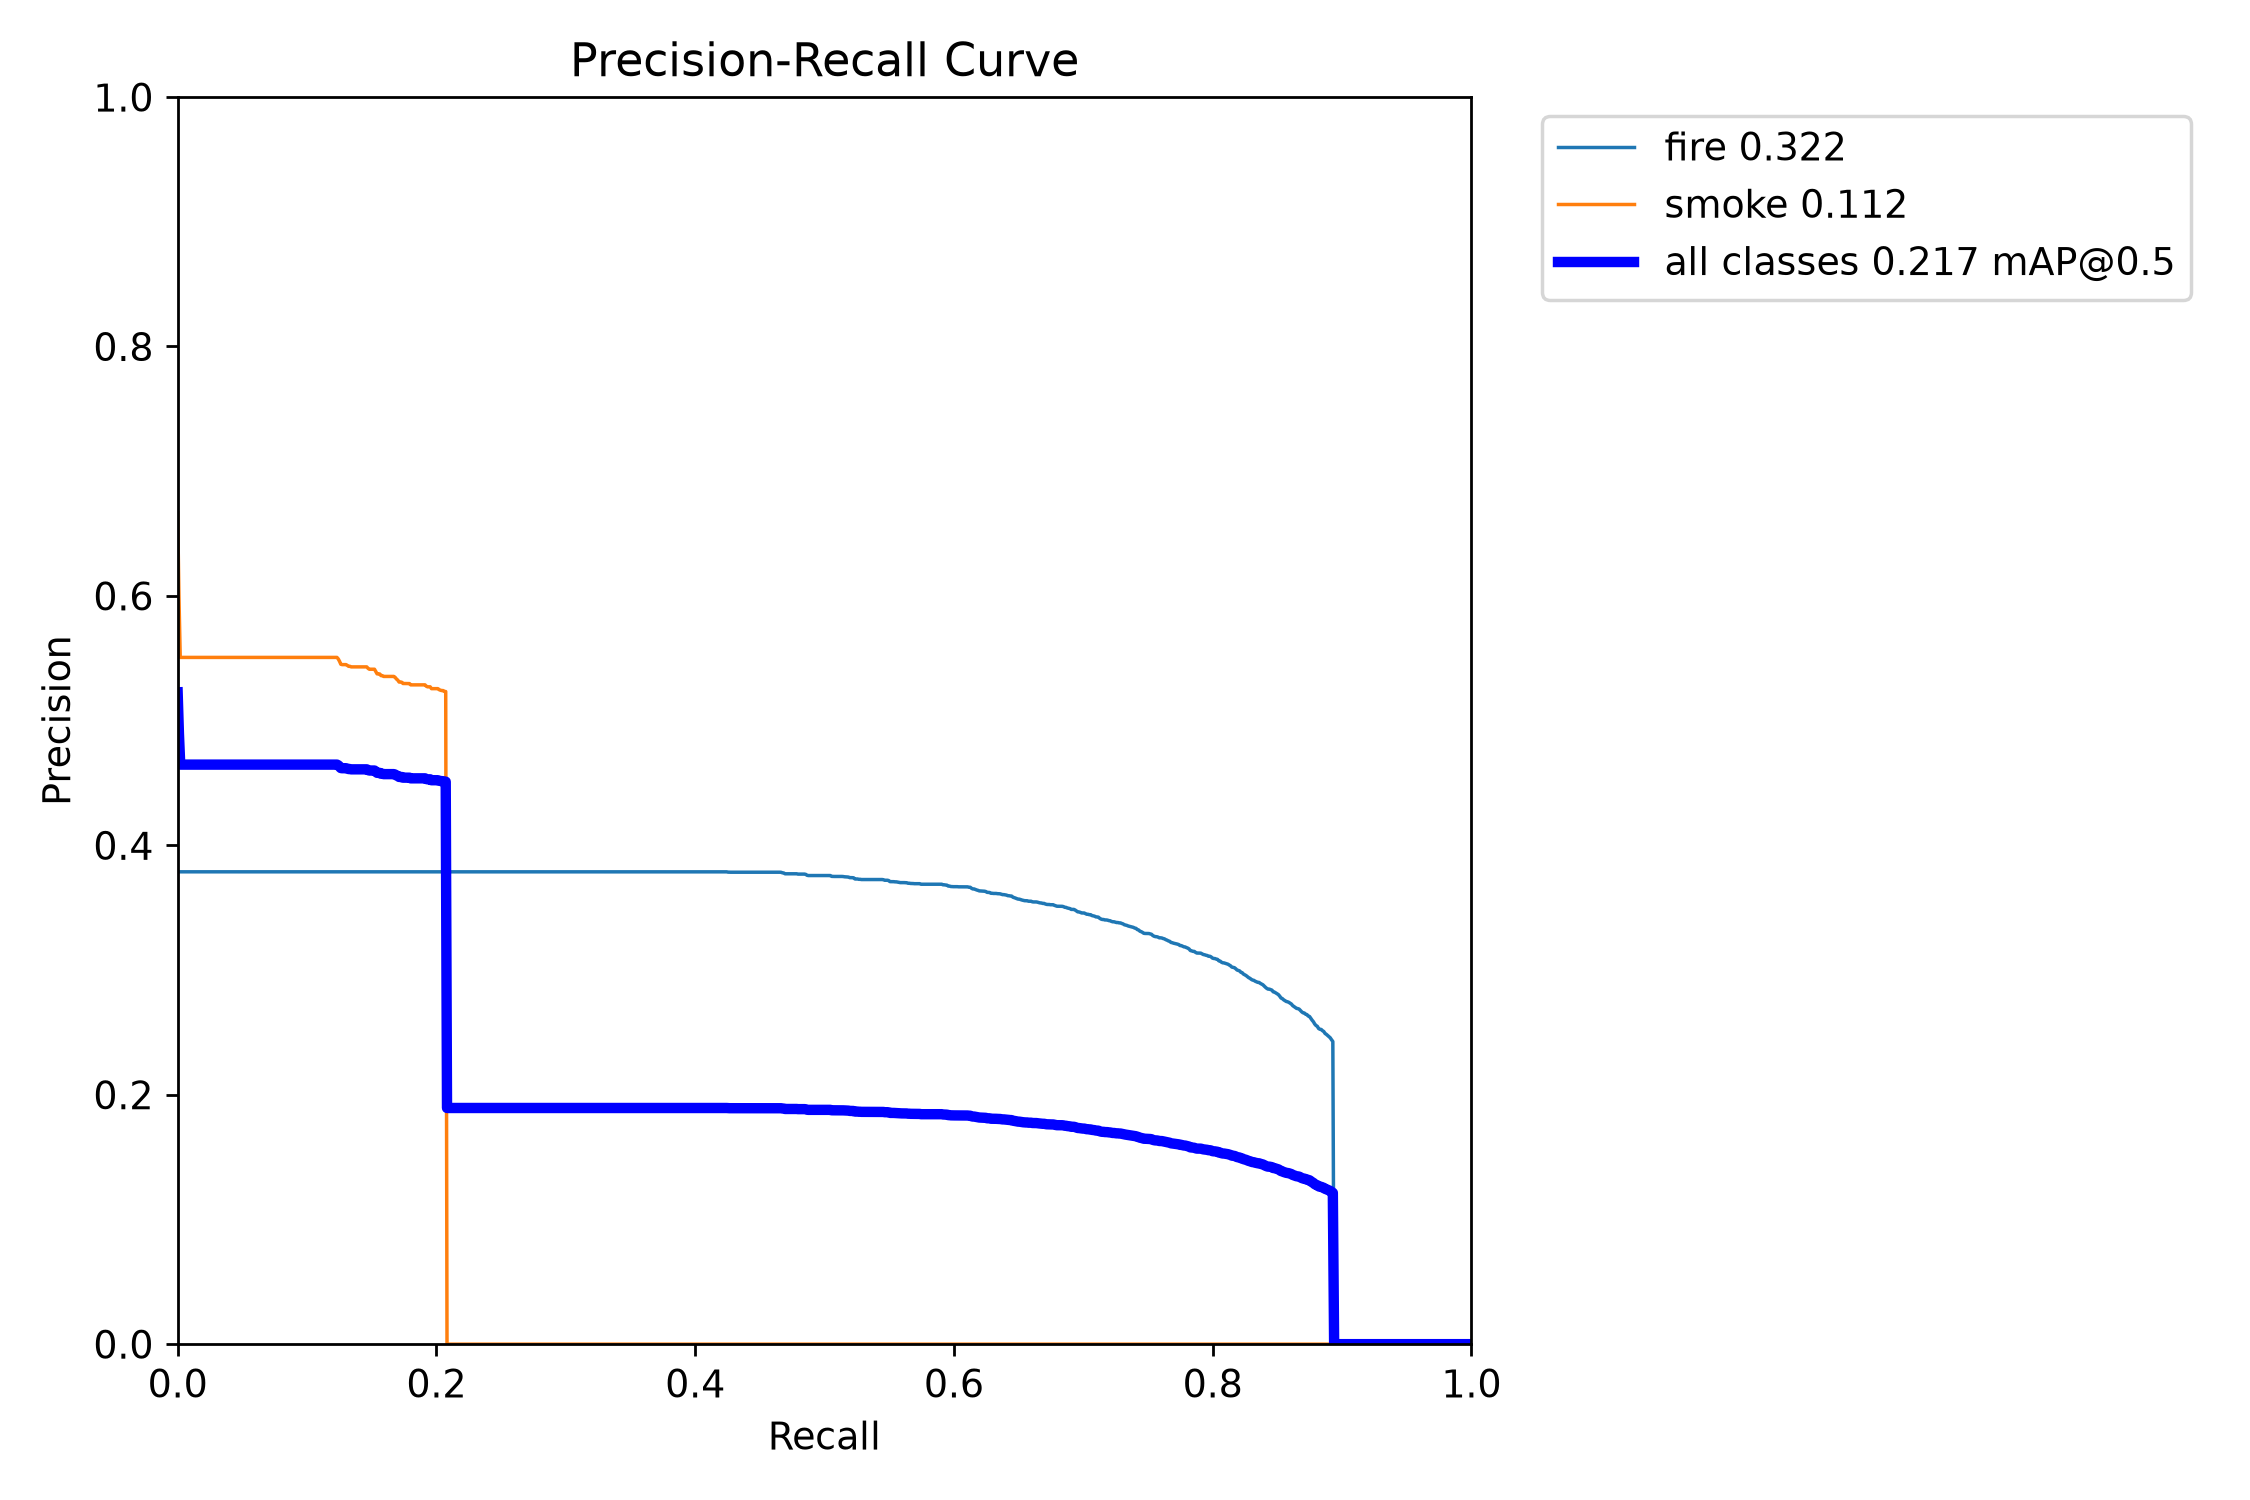 Precision-Recall Curve
1.0
0.8
0.6
0.4
0.2
0.0
Precision
0.0 0.2 0.4 0.6 0.8 1.0
Recall
fire 0.322
smoke 0.112
all classes 0.217 mAP@0.5